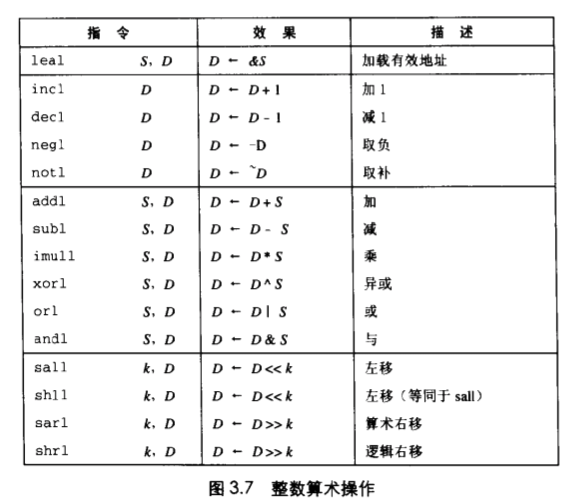 指 令 效 果 描 述
leal S, D D ← &S 加载有效地址
incl D D ← D+1 加 1
decl D D ← D - 1 减 1
negl D D ← -D 取负
notl D D ← ~D 取补
addl S, D D ← D+S 加
subl S, D D ← D - S 减
imull S, D D ← D*S 乘
xorl S, D D ← D^S 异或
orl S, D D ← D| S 或
andl S, D D ← D&S 与
sall k, D D ← D<<k 左移
shll k, D D ← D<<k 左移（等同于 sall）
sarl k, D D ← D>>k 算术右移
shrl k, D D ← D>>k 逻辑右移
图 3.7 整数算术操作